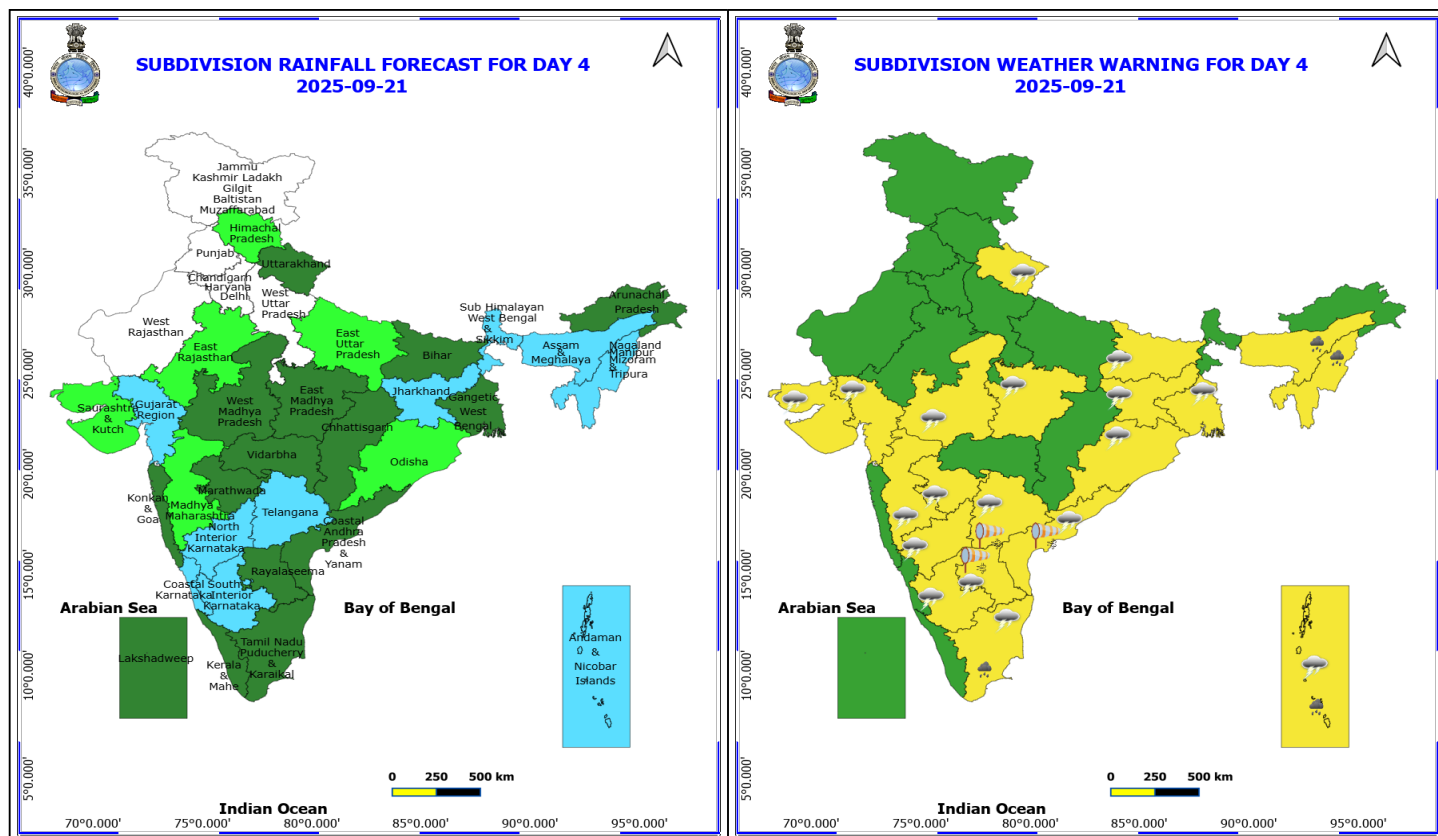 SUBDIVISION RAINFALL FORECAST FOR DAY 4
2025-09-21
40°0.000'
35°0.000'
30°0.000'
25°0.000'
20°0.000'
15°0.000'
10°0.000'
5°0.000'
Jammu
Kashmir Ladakh
Gilgit
Baltistan
Muzaffarabad
Himachal
Pradesh
Punjab
Uttarakhand
Chandigarh
Haryana
Delhi
West
Uttar
Pradesh
West
Rajasthan
East
Rajasthan
East
Uttar
Pradesh
Bihar
Sub Himalayan
West Bengal
&
Sikkim
Arunachal
Pradesh
Assam
&
Meghalaya
Nagaland
Manipur
Mizoram
&
Tripura
Saurashtra
&
Kutch
Gujarat
Region
West
Madhya
Pradesh
East
Madhya
Pradesh
Jharkhand
Gangetic
West
Bengal
Chhattisgarh
Vidarbha
Odisha
Konkan
&
Goa
Marathwada
Madhya
Maharashtra
Telangana
North
Interior
Karnataka
Coastal
Andhra
Pradesh
&
Yanam
Rayalaseema
Coastal
Karnataka
South
Interior
Karnataka
Arabian Sea
Bay of Bengal
Lakshadweep
Kerala
&
Mahe
Tamil Nadu
Puducherry
&
Karaikal
Andaman
&
Nicobar
Islands
0 250 500 km
Indian Ocean
70°0.000' 75°0.000' 80°0.000' 85°0.000' 90°0.000' 95°0.000'
SUBDIVISION WEATHER WARNING FOR DAY 4
2025-09-21
40°0.000'
35°0.000'
30°0.000'
25°0.000'
20°0.000'
15°0.000'
10°0.000'
5°0.000'
Arabian Sea
Bay of Bengal
0 250 500 km
Indian Ocean
70°0.000' 75°0.000' 80°0.000' 85°0.000' 90°0.000' 95°0.000'